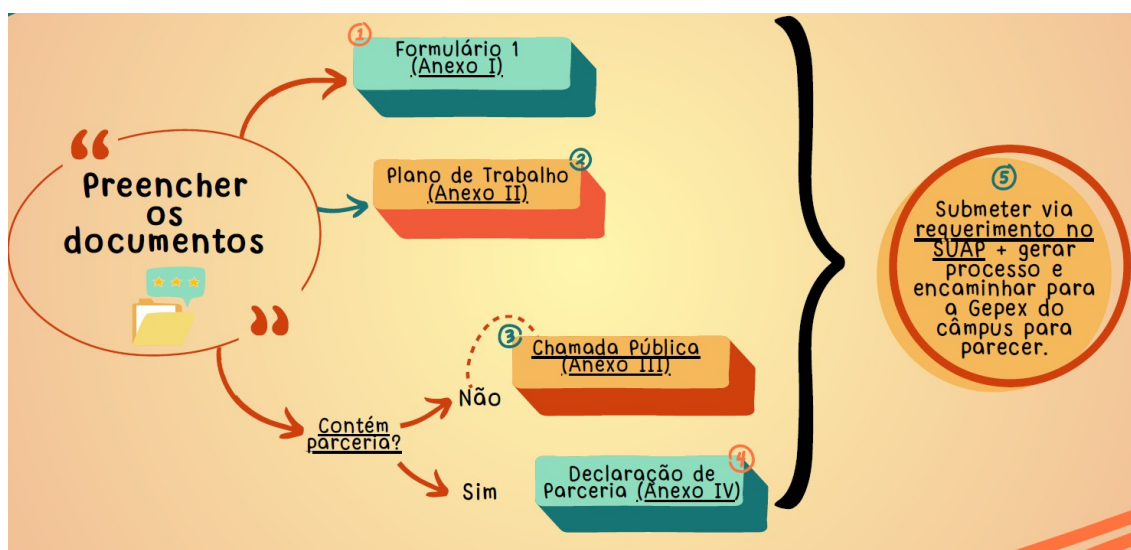 1
Formulário 1
(Anexo I)
Preencher
os
documentos
2
Plano de Trabalho
(Anexo II)
3
Chamada Pública
(Anexo III)
Não
Contém
parceria?
Sim
4
Declaração de
Parceria (Anexo IV)
5
Submeter via
requerimento no
SUAP + gerar
processo e
encaminhar para
a Gepex do
câmpus para
parecer.